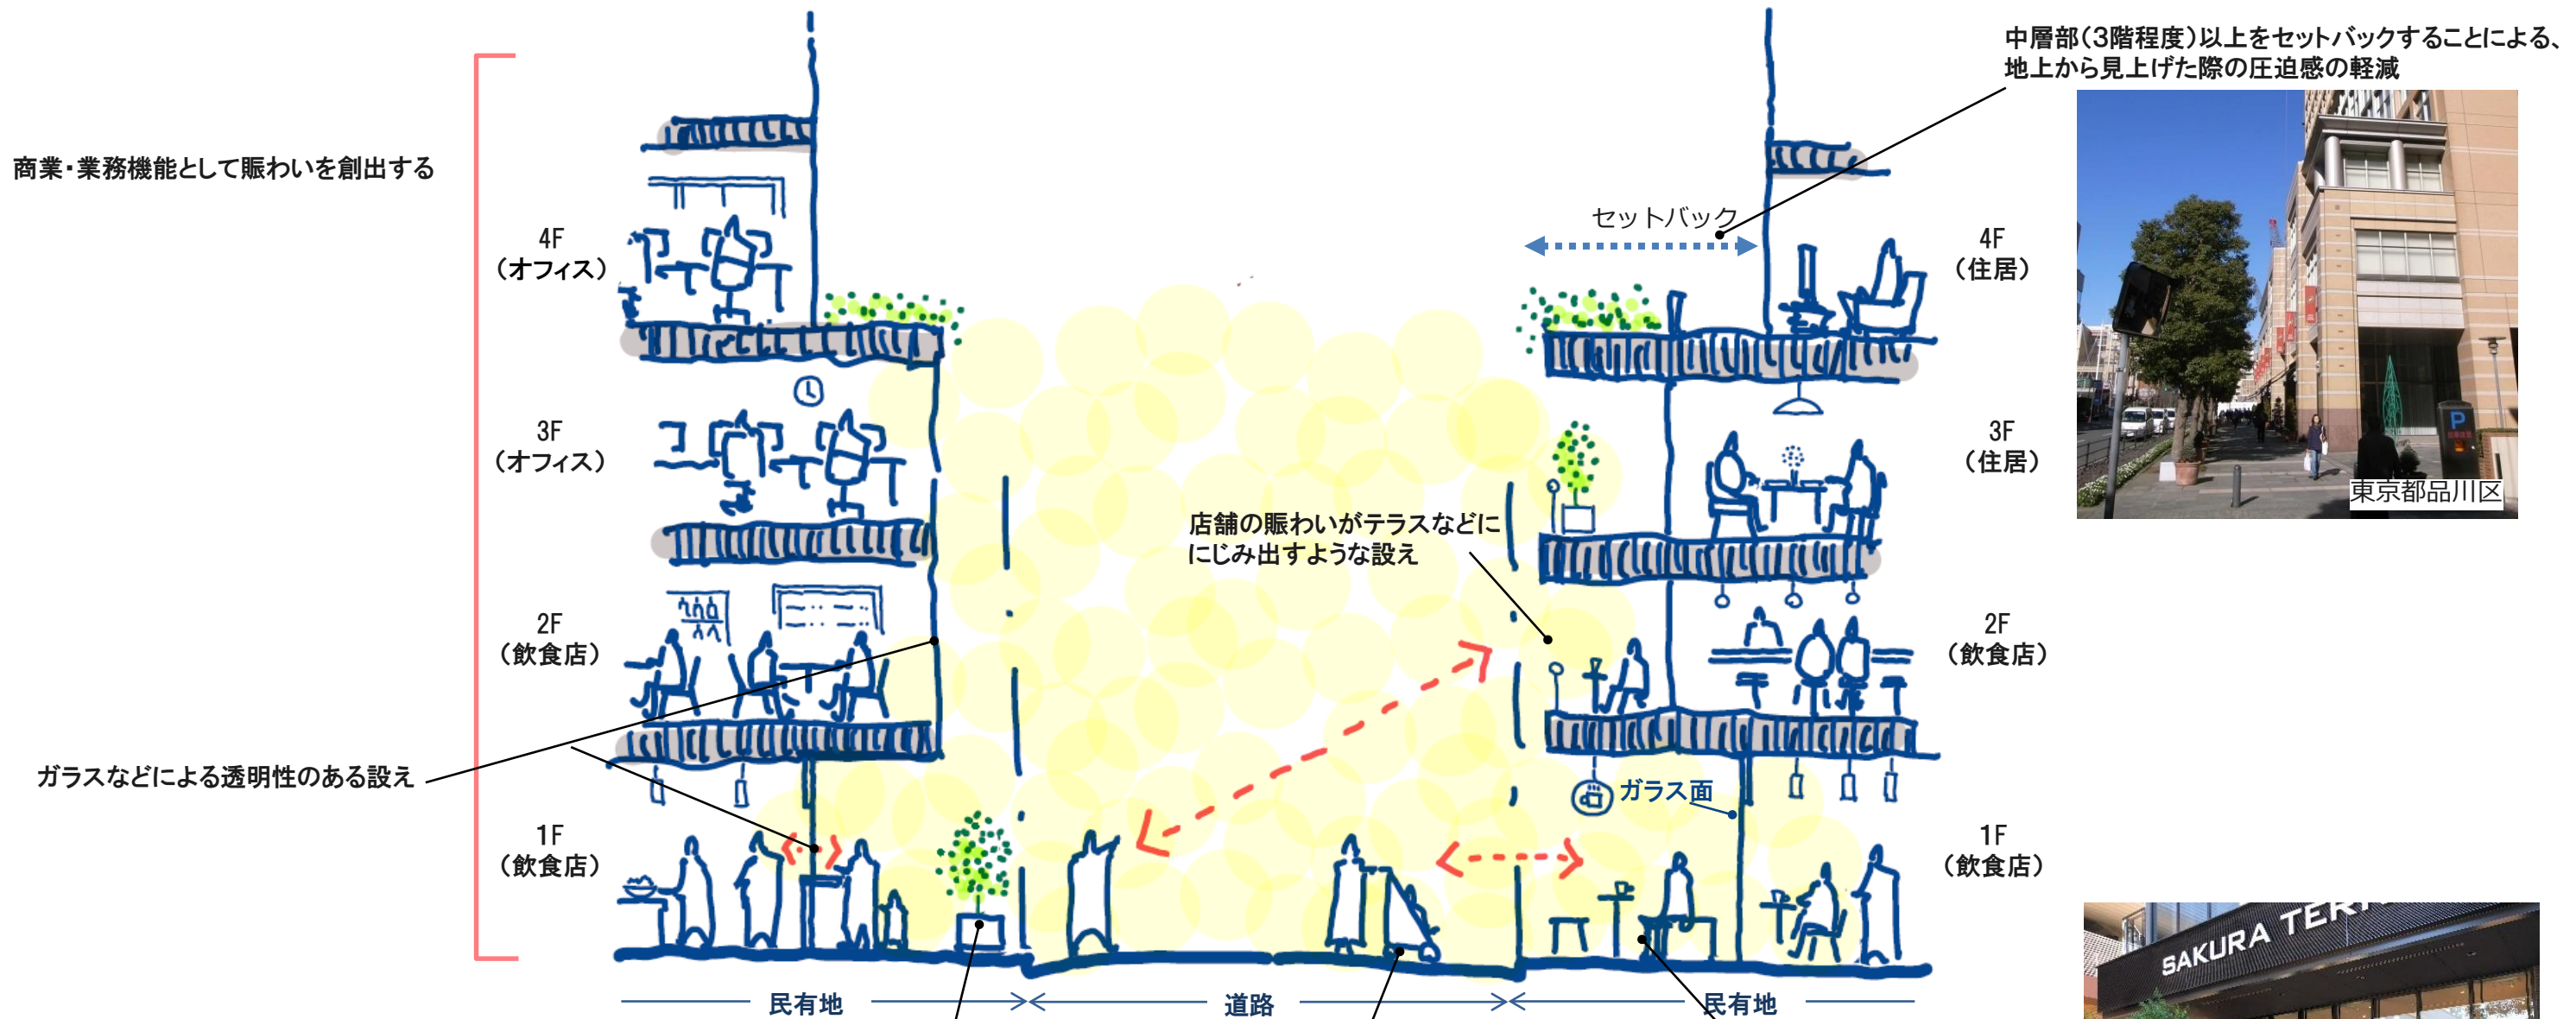 中層部（3階程度）以上をセットバックすることによる、
地上から見上げた際の圧迫感の軽減
商業・業務機能として賑わいを創出する
セットバック
4F
（オフィス）
4F
（住居）
3F
（オフィス）
3F
（住居）
P
東京都品川区
店舗の賑わいがテラスなどに
にじみ出すような設え
2F
（飲食店）
2F
（飲食店）
ガラスなどによる透明性のある設え
ガラス面
1F
（飲食店）
1F
（飲食店）
SAKURA TERR
民有地
道路
民有地